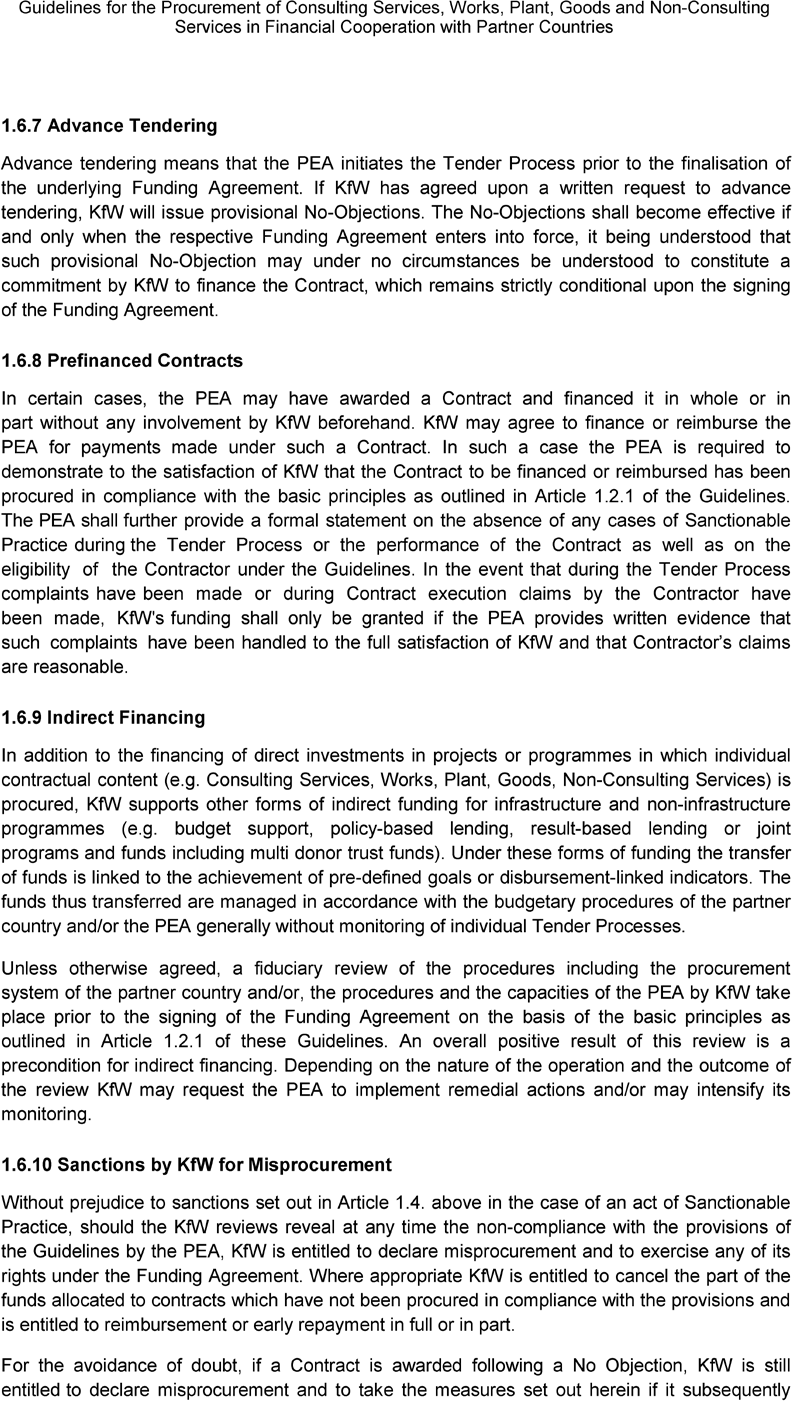 Guidelines for the Procurement of Consulting Services, Works, Plant, Goods and Non-Consulting
Services in Financial Cooperation with Partner Countries
1.6.7 Advance Tendering
Advance tendering means that the PEA initiates the Tender Process prior to the finalisation of
the underlying Funding Agreement. If KfW has agreed upon a written request to advance
tendering, KfW will issue provisional No-Objections. The No-Objections shall become effective if
and only when the respective Funding Agreement enters into force, it being understood that
such provisional No-Objection may under no circumstances be understood to constitute a
commitment by KfW to finance the Contract, which remains strictly conditional upon the signing
of the Funding Agreement.
1.6.8 Prefinanced Contracts
In certain cases, the PEA may have awarded a Contract and financed it in whole or in
part without any involvement by KfW beforehand. KfW may agree to finance or reimburse the
PEA for payments made under such a Contract. In such a case the PEA is required to
demonstrate to the satisfaction of KfW that the Contract to be financed or reimbursed has been
procured in compliance with the basic principles as outlined in Article 1.2.1 of the Guidelines.
The PEA shall further provide a formal statement on the absence of any cases of Sanctionable
Practice during the Tender Process or the performance of the Contract as well as on the
eligibility of the Contractor under the Guidelines. In the event that during the Tender Process
complaints have been made or during Contract execution claims by the Contractor have
been made, KfW's funding shall only be granted if the PEA provides written evidence that
such complaints have been handled to the full satisfaction of KfW and that Contractor's claims
are reasonable.
1.6.9 Indirect Financing
In addition to the financing of direct investments in projects or programmes in which individual
contractual content (e.g. Consulting Services, Works, Plant, Goods, Non-Consulting Services) is
procured, KfW supports other forms of indirect funding for infrastructure and non-infrastructure
programmes (e.g. budget support, policy-based lending, result-based lending or joint
programs and funds including multi donor trust funds). Under these forms of funding the transfer
of funds is linked to the achievement of pre-defined goals or disbursement-linked indicators. The
funds thus transferred are managed in accordance with the budgetary procedures of the partner
country and/or the PEA generally without monitoring of individual Tender Processes.
Unless otherwise agreed, a fiduciary review of the procedures including the procurement
system of the partner country and/or, the procedures and the capacities of the PEA by KfW take
place prior to the signing of the Funding Agreement on the basis of the basic principles as
outlined in Article 1.2.1 of these Guidelines. An overall positive result of this review is a
precondition for indirect financing. Depending on the nature of the operation and the outcome of
the review KfW may request the PEA to implement remedial actions and/or may intensify its
monitoring.
1.6.10 Sanctions by KfW for Misprocurement
Without prejudice to sanctions set out in Article 1.4. above in the case of an act of Sanctionable
Practice, should the KfW reviews reveal at any time the non-compliance with the provisions of
the Guidelines by the PEA, KfW is entitled to declare misprocurement and to exercise any of its
rights under the Funding Agreement. Where appropriate KfW is entitled to cancel the part of the
funds allocated to contracts which have not been procured in compliance with the provisions and
is entitled to reimbursement or early repayment in full or in part.
For the avoidance of doubt, if a Contract is awarded following a No Objection, KfW is still
entitled to declare misprocurement and to take the measures set out herein if it subsequently